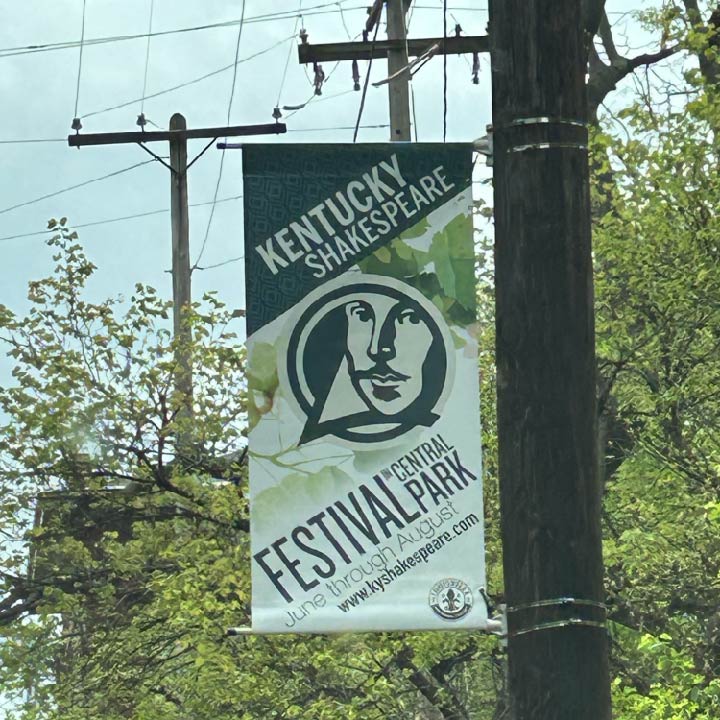 KENTUCKY
SHAKESPEARE
FESTIVAL IN CENTRAL
PARK
June through August
www.kyshakespeare.com